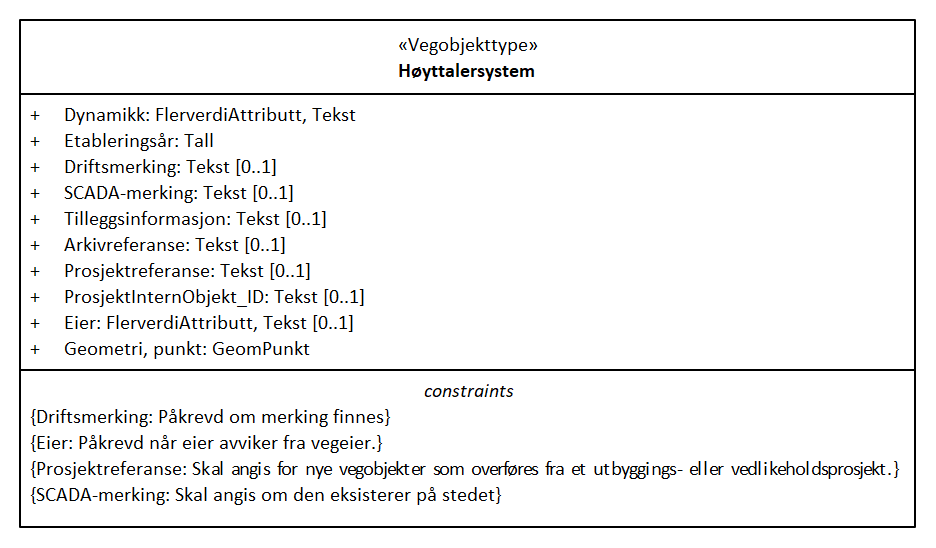 «Vegobjekttype»
Høyttalersystem
+ Dynamikk: FlerverdiAttributt, Tekst
+ Etableringsår: Tall
+ Driftsmerking: Tekst [0..1]
+ SCADA-merking: Tekst [0..1]
+ Tilleggsinformasjon: Tekst [0..1]
+ Arkivreferanse: Tekst [0..1]
+ Prosjektreferanse: Tekst [0..1]
+ ProsjektInternObjekt_ID: Tekst [0..1]
+ Eier: FlerverdiAttributt, Tekst [0..1]
+ Geometri, punkt: GeomPunkt
constraints
{Driftsmerking: Påkrevd om merking finnes}
{Eier: Påkrevd når eier avviker fra vegeier.}
{Prosjektreferanse: Skal angis for nye vegobjekter som overføres fra et utbyggings- eller vedlikeholdsprosjekt.}
{SCADA-merking: Skal angis om den eksisterer på stedet}